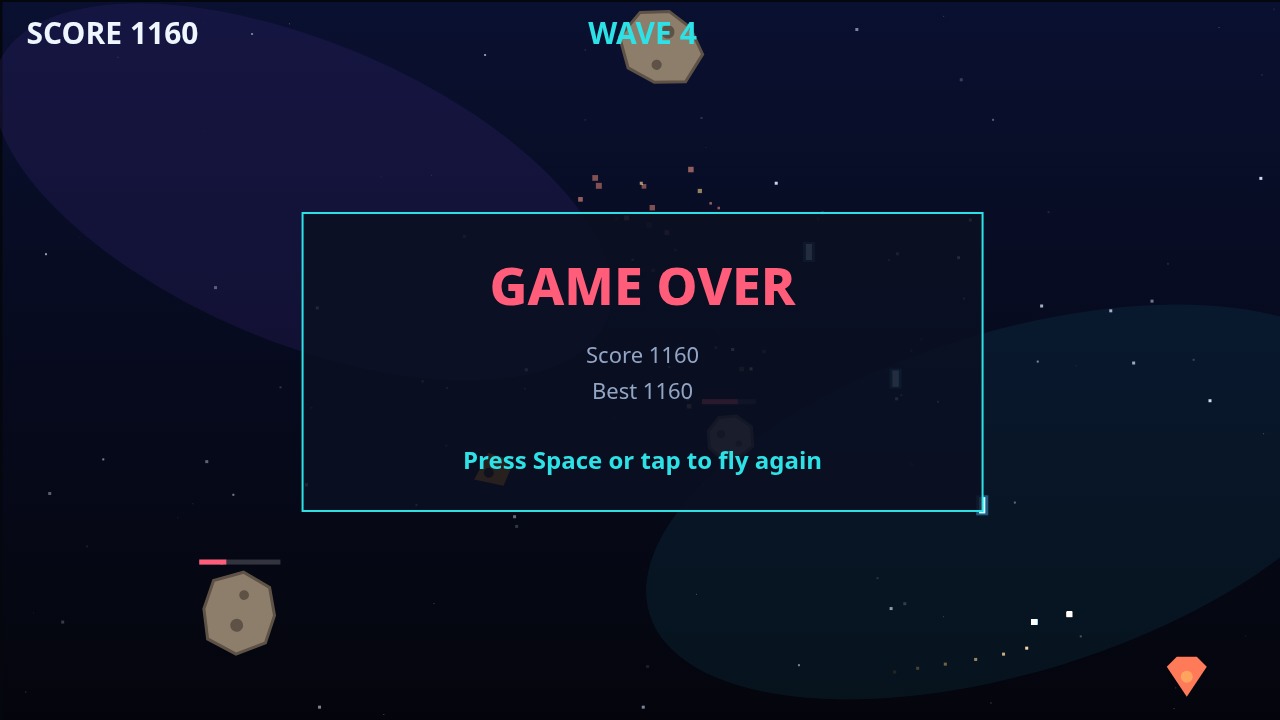 SCORE 1160
WAVE 4
GAME OVER
Score 1160
Best 1160
Press Space or tap to fly again